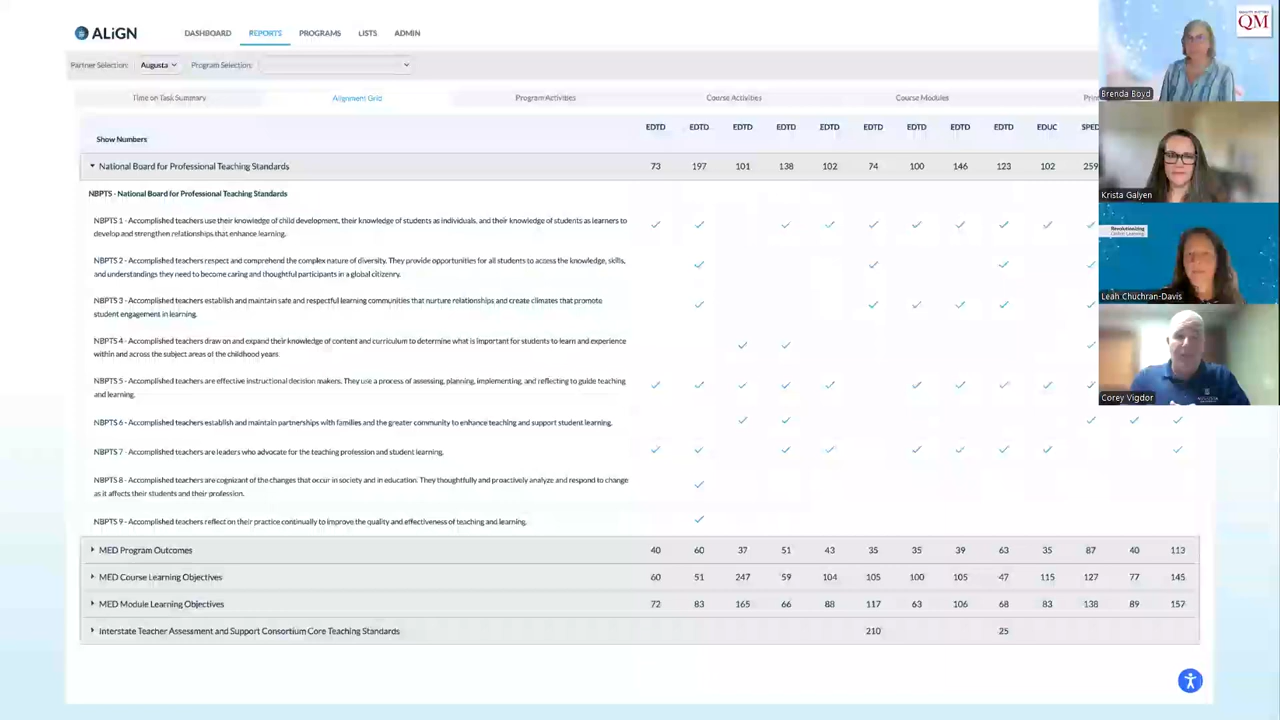 ALiGN DASHBOARD REPORTS PROGRAMS LISTS ADMIN
Partner Selection: Augusta Program Selection:
Time on Task Summary Alignment Grid Program Activities Course Activities Course Modules
Show Numbers EDTD EDTD EDTD EDTD EDTD EDTD EDTD EDTD EDTD EDUC SPED
National Board for Professional Teaching Standards 73 197 101 138 102 74 100 146 123 102 259
NBPTS - National Board for Professional Teaching Standards
NBPTS 1 - Accomplished teachers use their knowledge of child development, their knowledge of students as individuals, and their knowledge of students as learners to
develop and strengthen relationships that enhance learning.
NBPTS 2 - Accomplished teachers respect and comprehend the complex nature of diversity. They provide opportunities for all students to access the knowledge, skills,
and understandings they need to become caring and thoughtful participants in a global citizenry.
NBPTS 3 - Accomplished teachers establish and maintain safe and respectful learning communities that nurture relationships and create climates that promote
student engagement in learning.
NBPTS 4 - Accomplished teachers draw on and expand their knowledge of content and curriculum to determine what is important for students to learn and experience
within and across the subject areas of the childhood years.
NBPTS 5 - Accomplished teachers are effective instructional decision makers. They use a process of assessing, planning, implementing, and reflecting to guide teaching
and learning.
NBPTS 6 - Accomplished teachers establish and maintain partnerships with families and the greater community to enhance teaching and support student learning.
NBPTS 7 - Accomplished teachers are leaders who advocate for the teaching profession and student learning.
NBPTS 8 - Accomplished teachers are cognizant of the changes that occur in society and in education. They thoughtfully and proactively analyze and respond to change
as it affects their students and their profession.
NBPTS 9 - Accomplished teachers reflect on their practice continually to improve the quality and effectiveness of teaching and learning.
MED Program Outcomes 40 60 37 51 43 35 35 39 63 35 87 40 113
MED Course Learning Objectives 60 51 247 59 104 105 100 105 47 115 127 77 145
MED Module Learning Objectives 72 83 165 66 88 117 63 106 68 83 138 89 157
Interstate Teacher Assessment and Support Consortium Core Teaching Standards 210 25
QM
Brenda Boyd
Krista Galyen
Revolutionizing
Leah Chuchran-Davis
Corey Vigdor